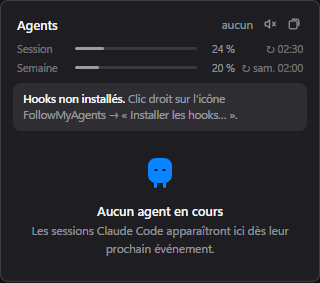 Agents aucun
Session 24 % ↻ 02:30
Semaine 20 % ↻ sam. 02:00
Hooks non installés. Clic droit sur l'icône
FollowMyAgents → « Installer les hooks… ».
Aucun agent en cours
Les sessions Claude Code apparaîtront ici dès leur
prochain événement.